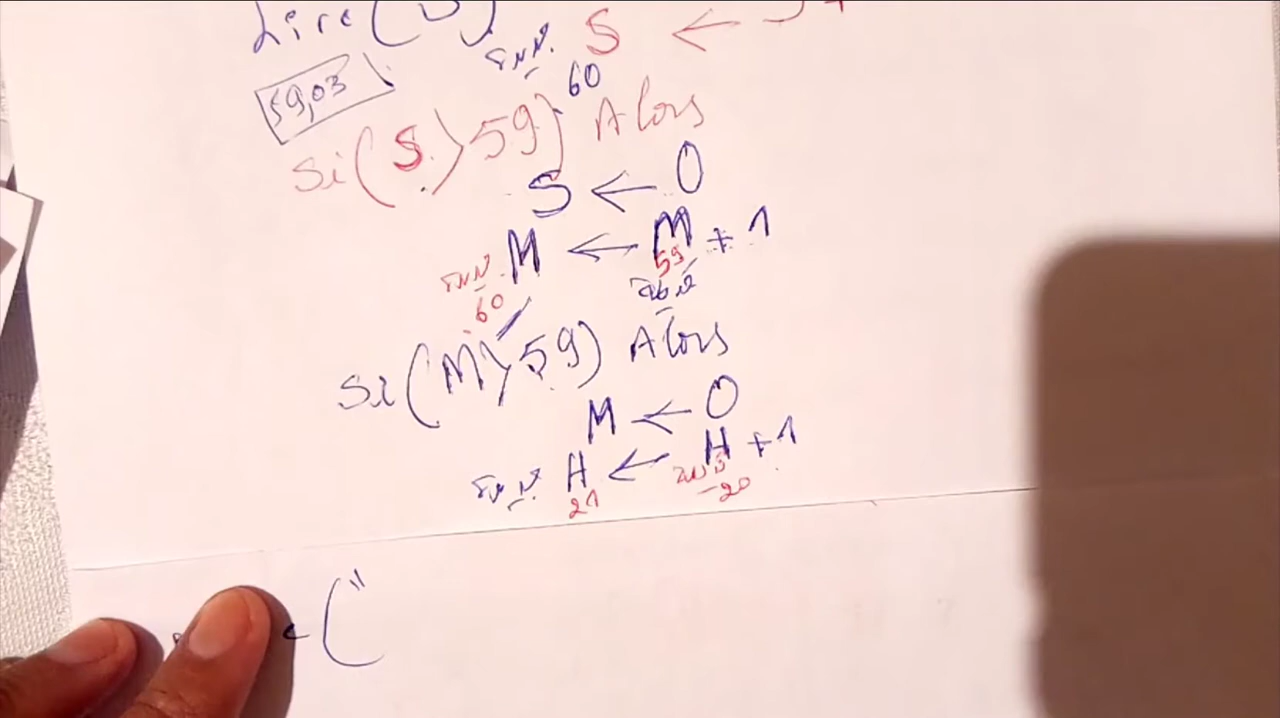 Lire(S)
S ←
59,03
60
Si(S>59) Alors
S ← 0
M ← M + 1
59
60
Si(M>59) Alors
M ← 0
H ← H + 1
21 20
("